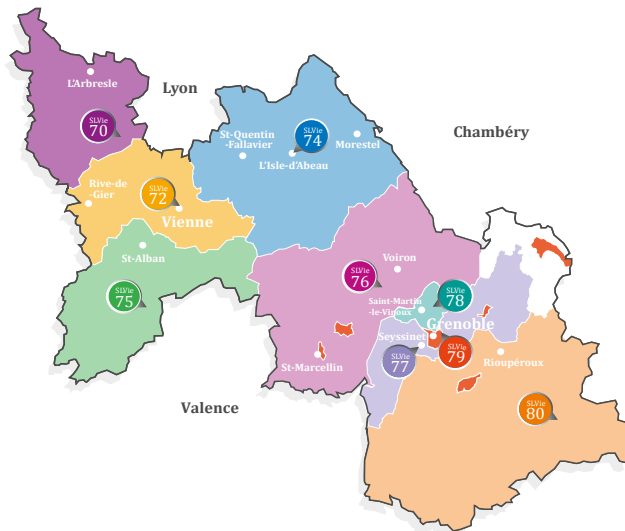 L'Arbresle
Lyon
SLVie
70
St-Quentin
-Fallavier
SLVie
74
Morestel
L'Isle-d'Abeau
Chambéry
Rive-de
-Gier
SLVie
72
Vienne
St-Alban
SLVie
75
Voiron
SLVie
76
Saint-Martin
-le-Vinoux
SLVie
78
Grenoble
Seyssinet
SLVie
77
SLVie
79
Rioupéroux
St-Marcellin
Valence
SLVie
80